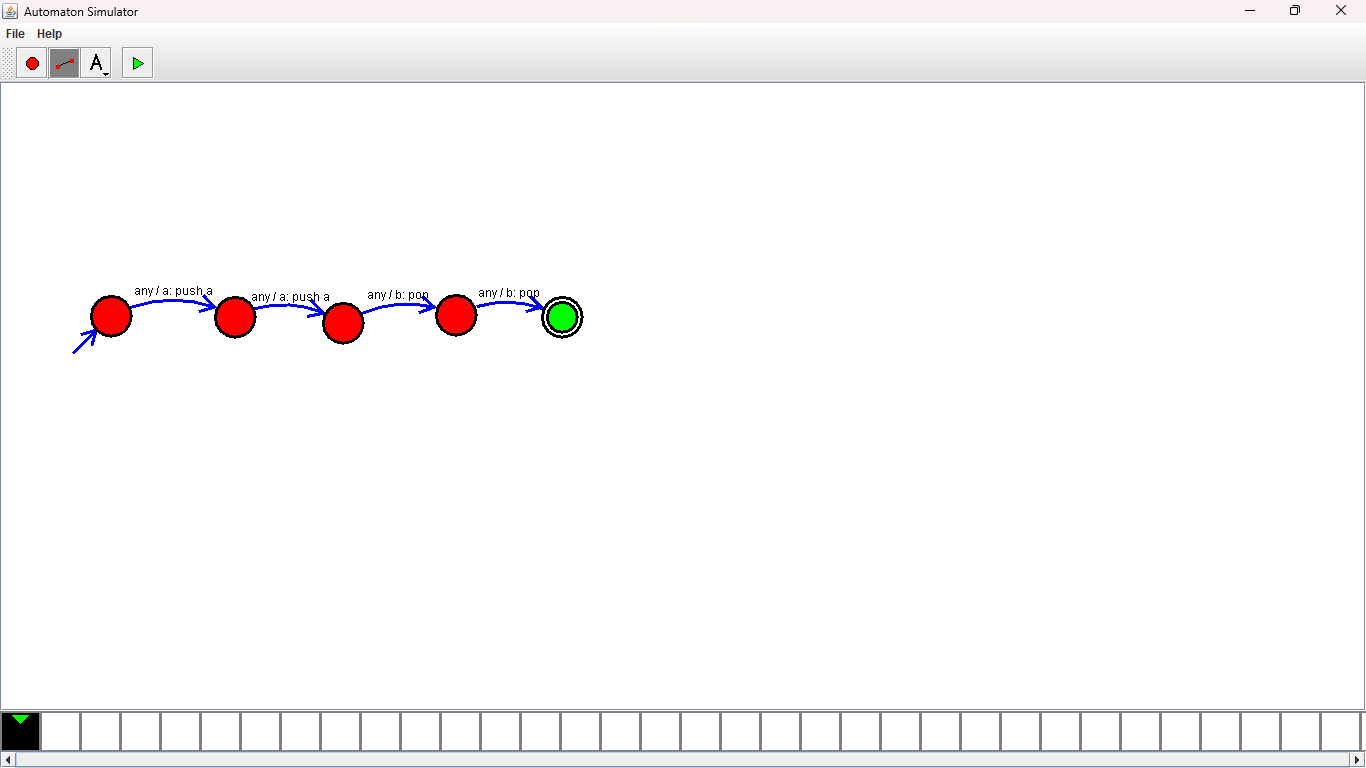 Automaton Simulator
File Help
A
any / a: push a
any / a: push a
any / b: pop
any / b: pop